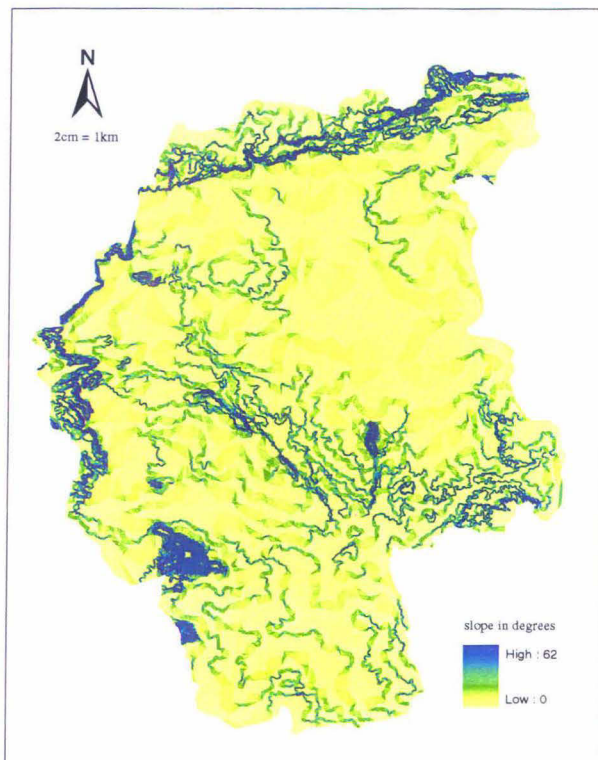 N
2cm = 1km
slope in degrees
High : 62
Low : 0